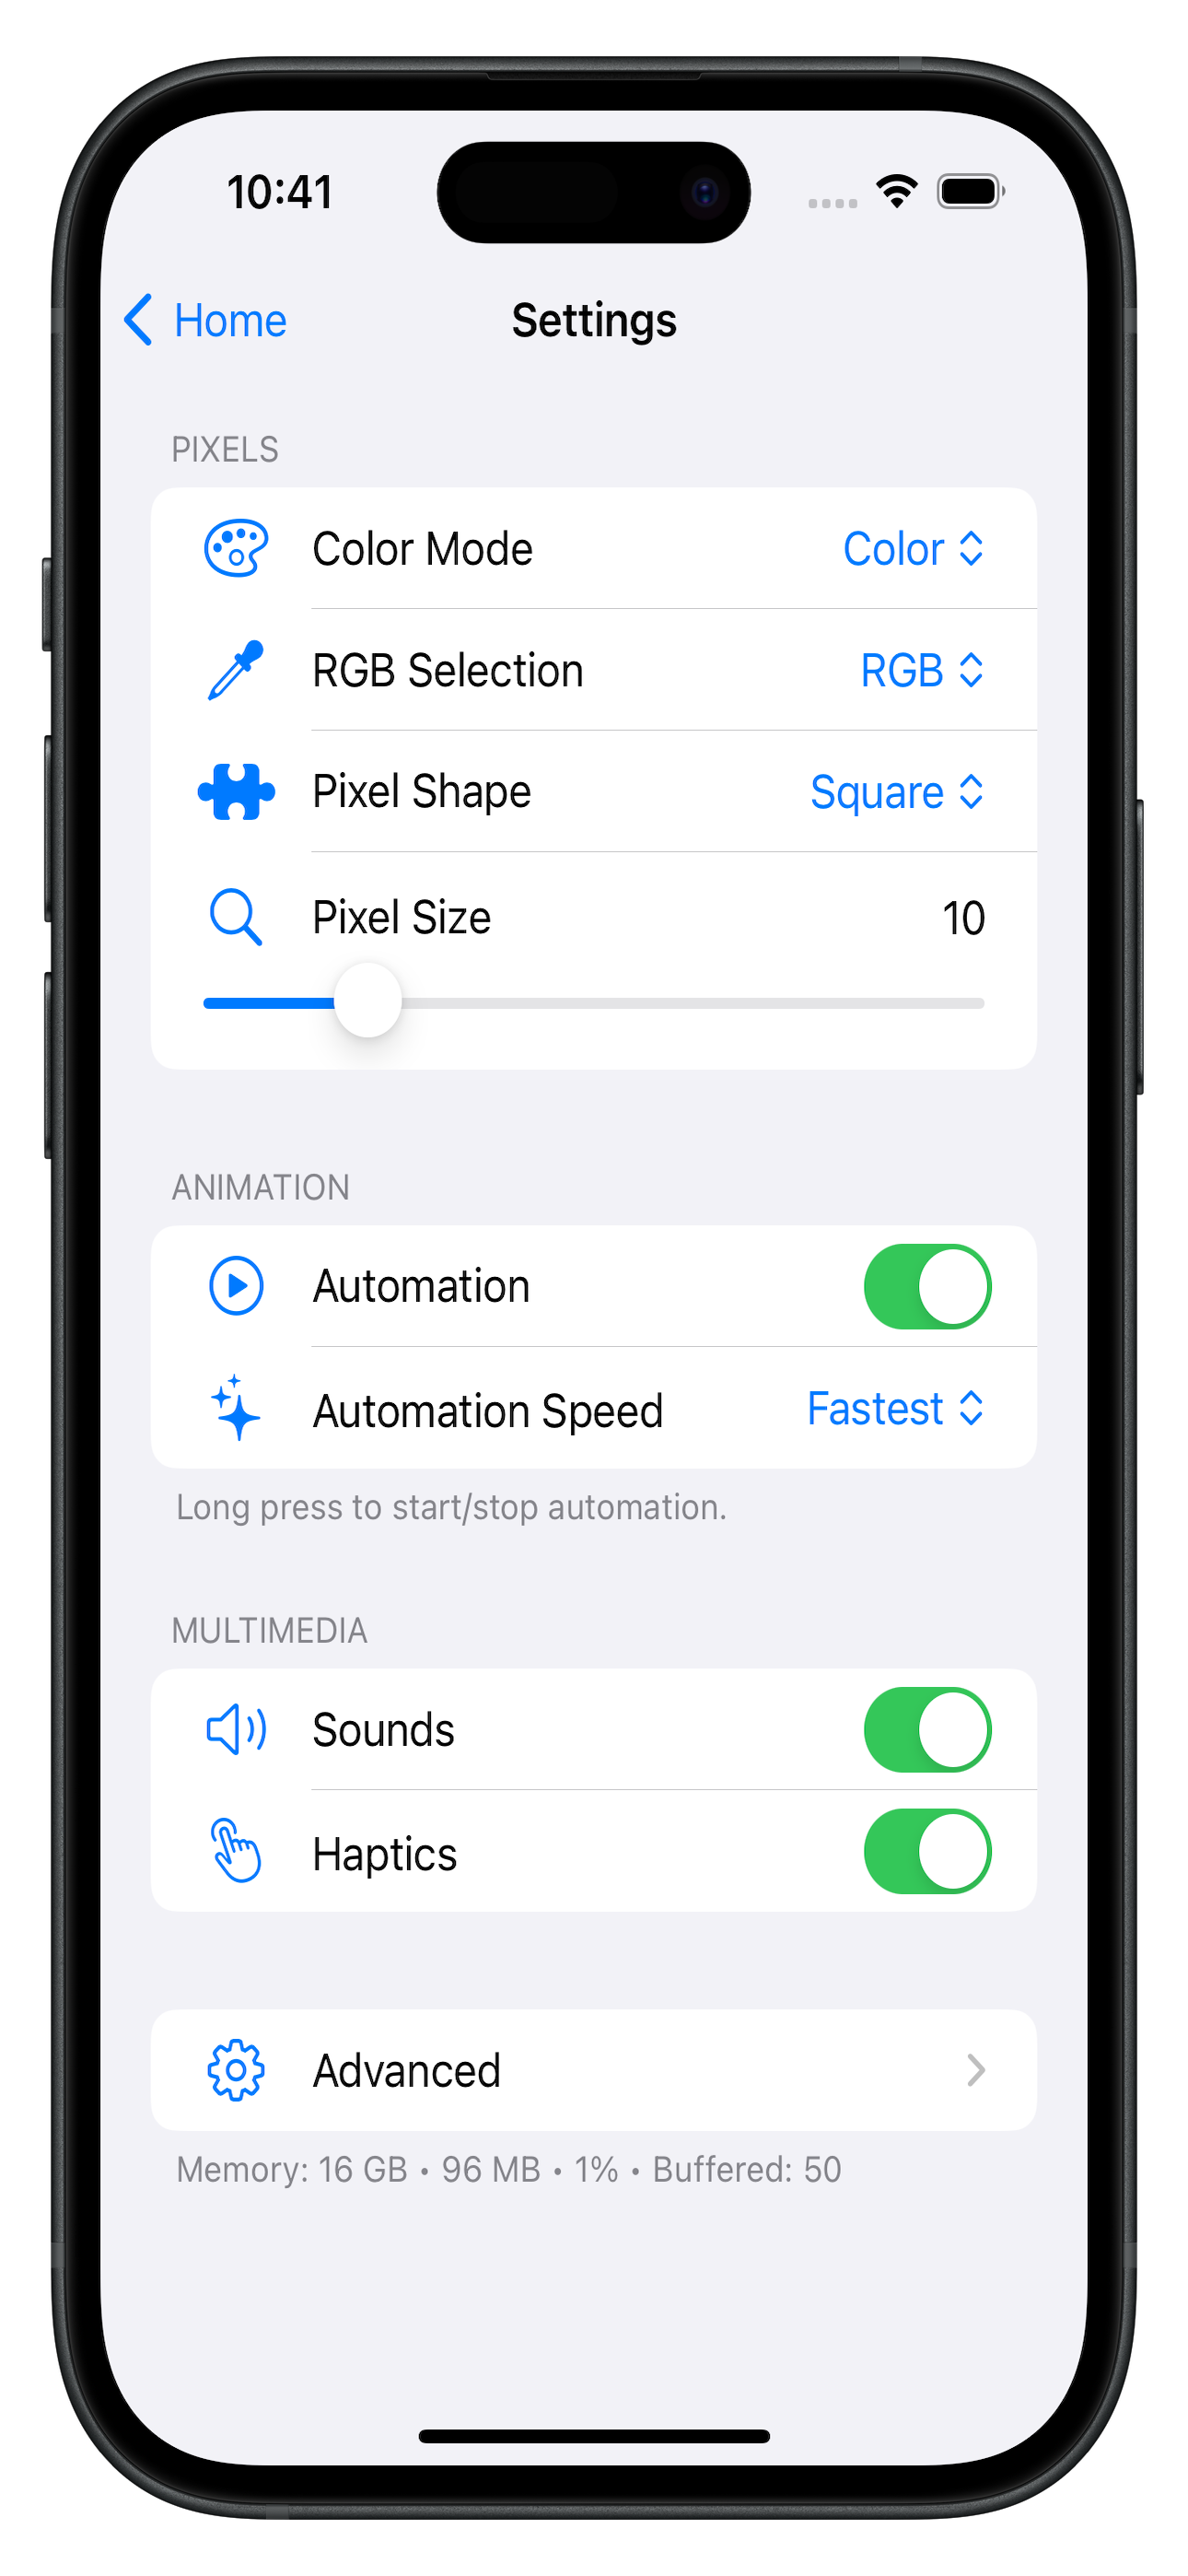 10:41
Home
Settings
PIXELS
Color Mode Color
RGB Selection RGB
Pixel Shape Square
Pixel Size 10
ANIMATION
Automation
Automation Speed Fastest
Long press to start/stop automation.
MULTIMEDIA
Sounds
Haptics
Advanced
Memory: 16 GB • 96 MB • 1% • Buffered: 50